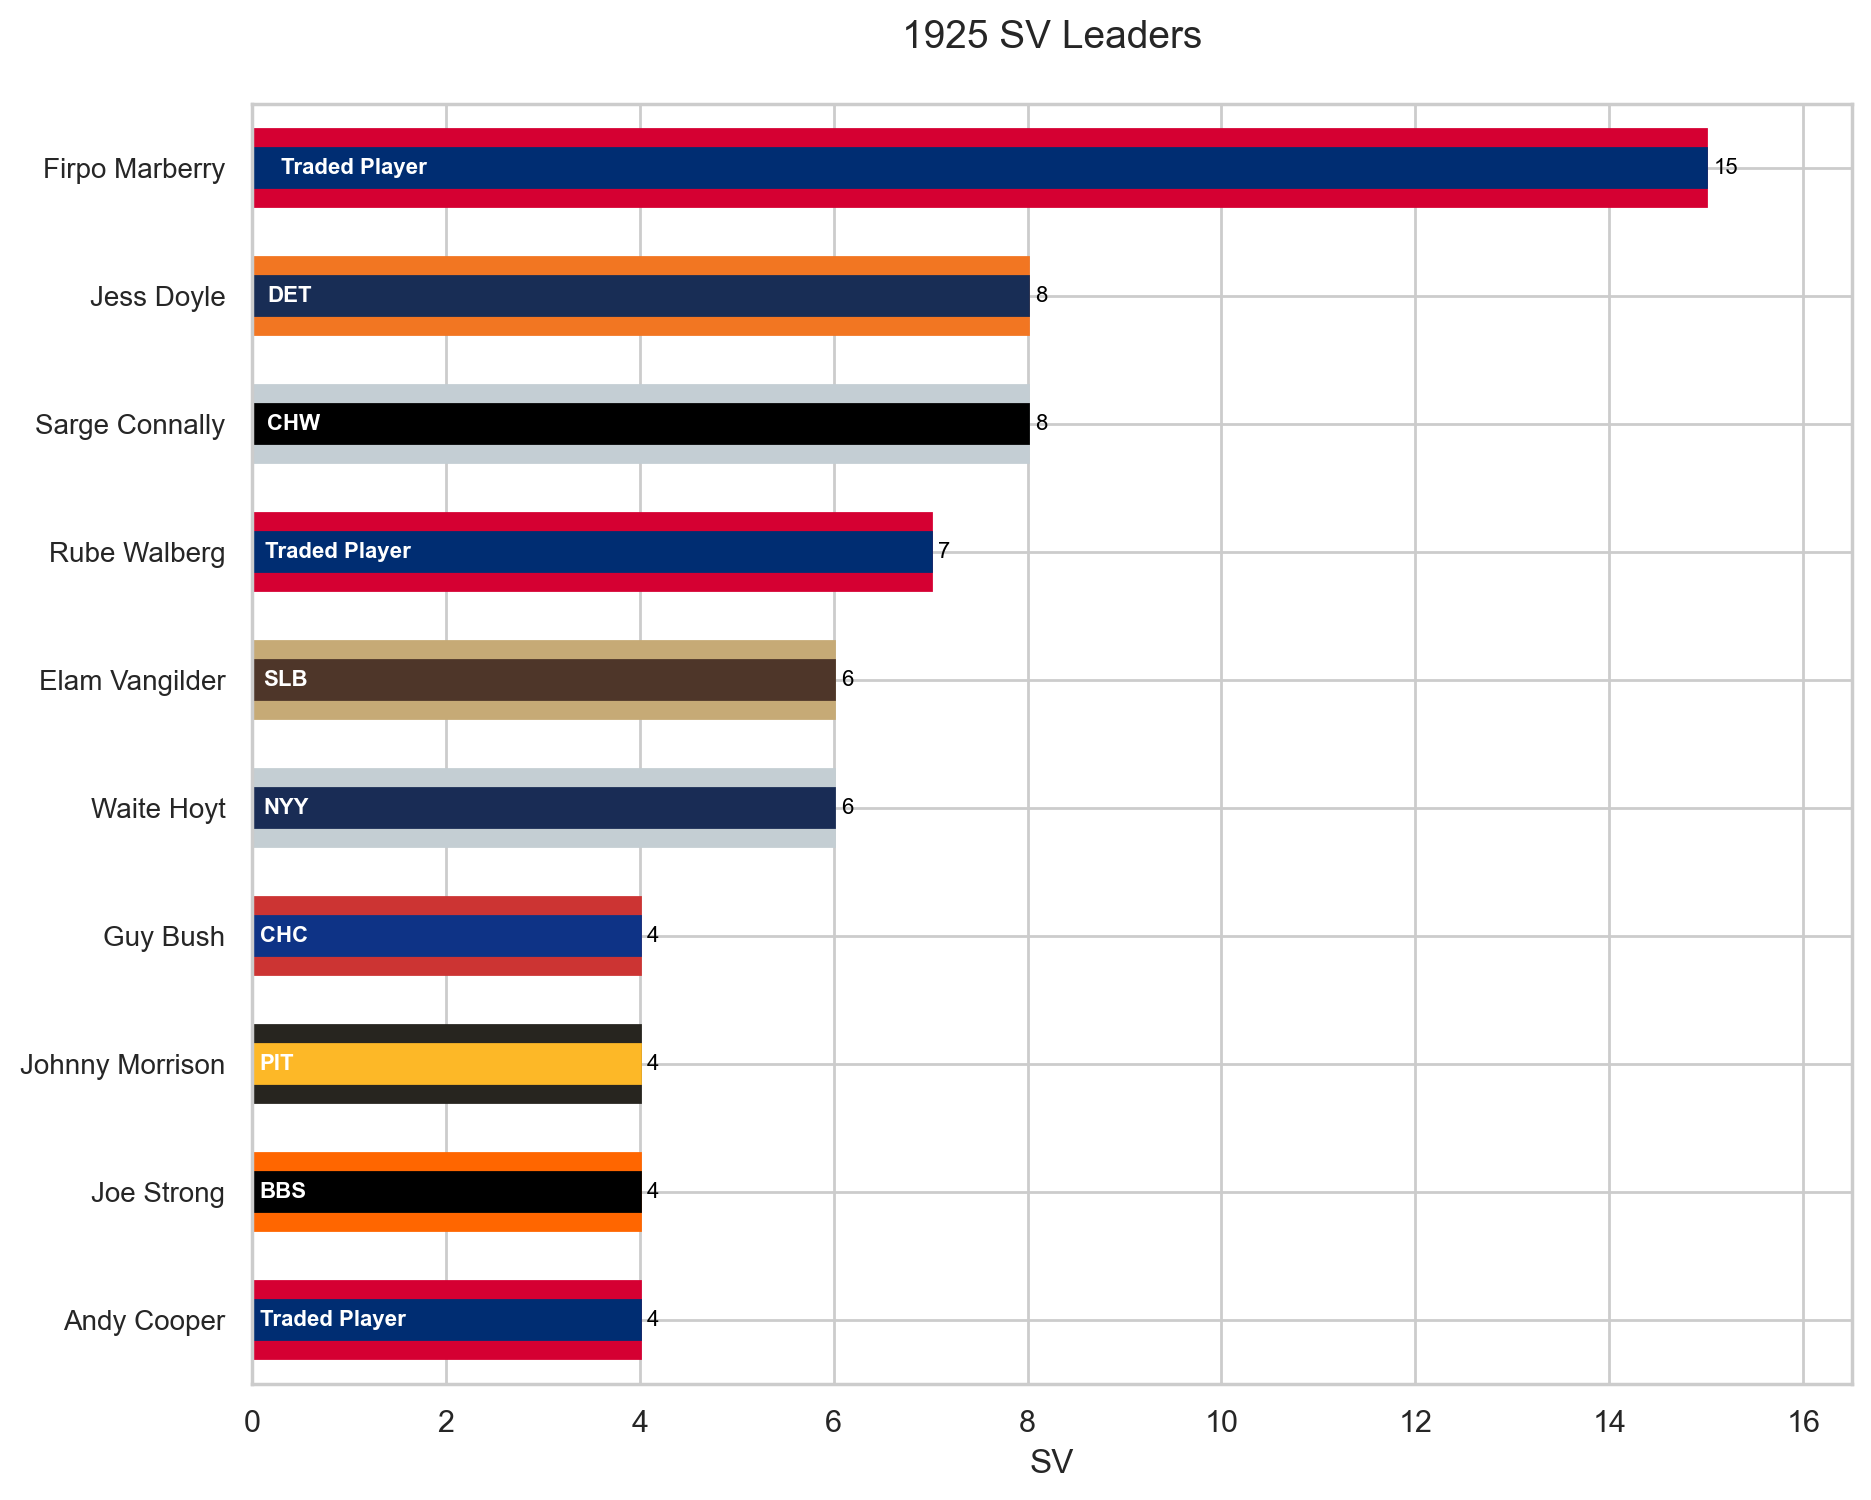 1925 SV Leaders
Firpo Marberry
Traded Player
15
Jess Doyle
DET
8
Sarge Connally
CHW
8
Rube Walberg
Traded Player
7
Elam Vangilder
SLB
6
Waite Hoyt
NYY
6
Guy Bush
CHC
4
Johnny Morrison
PIT
4
Joe Strong
BBS
4
Andy Cooper
Traded Player
4
0 2 4 6 8 10 12 14 16
SV